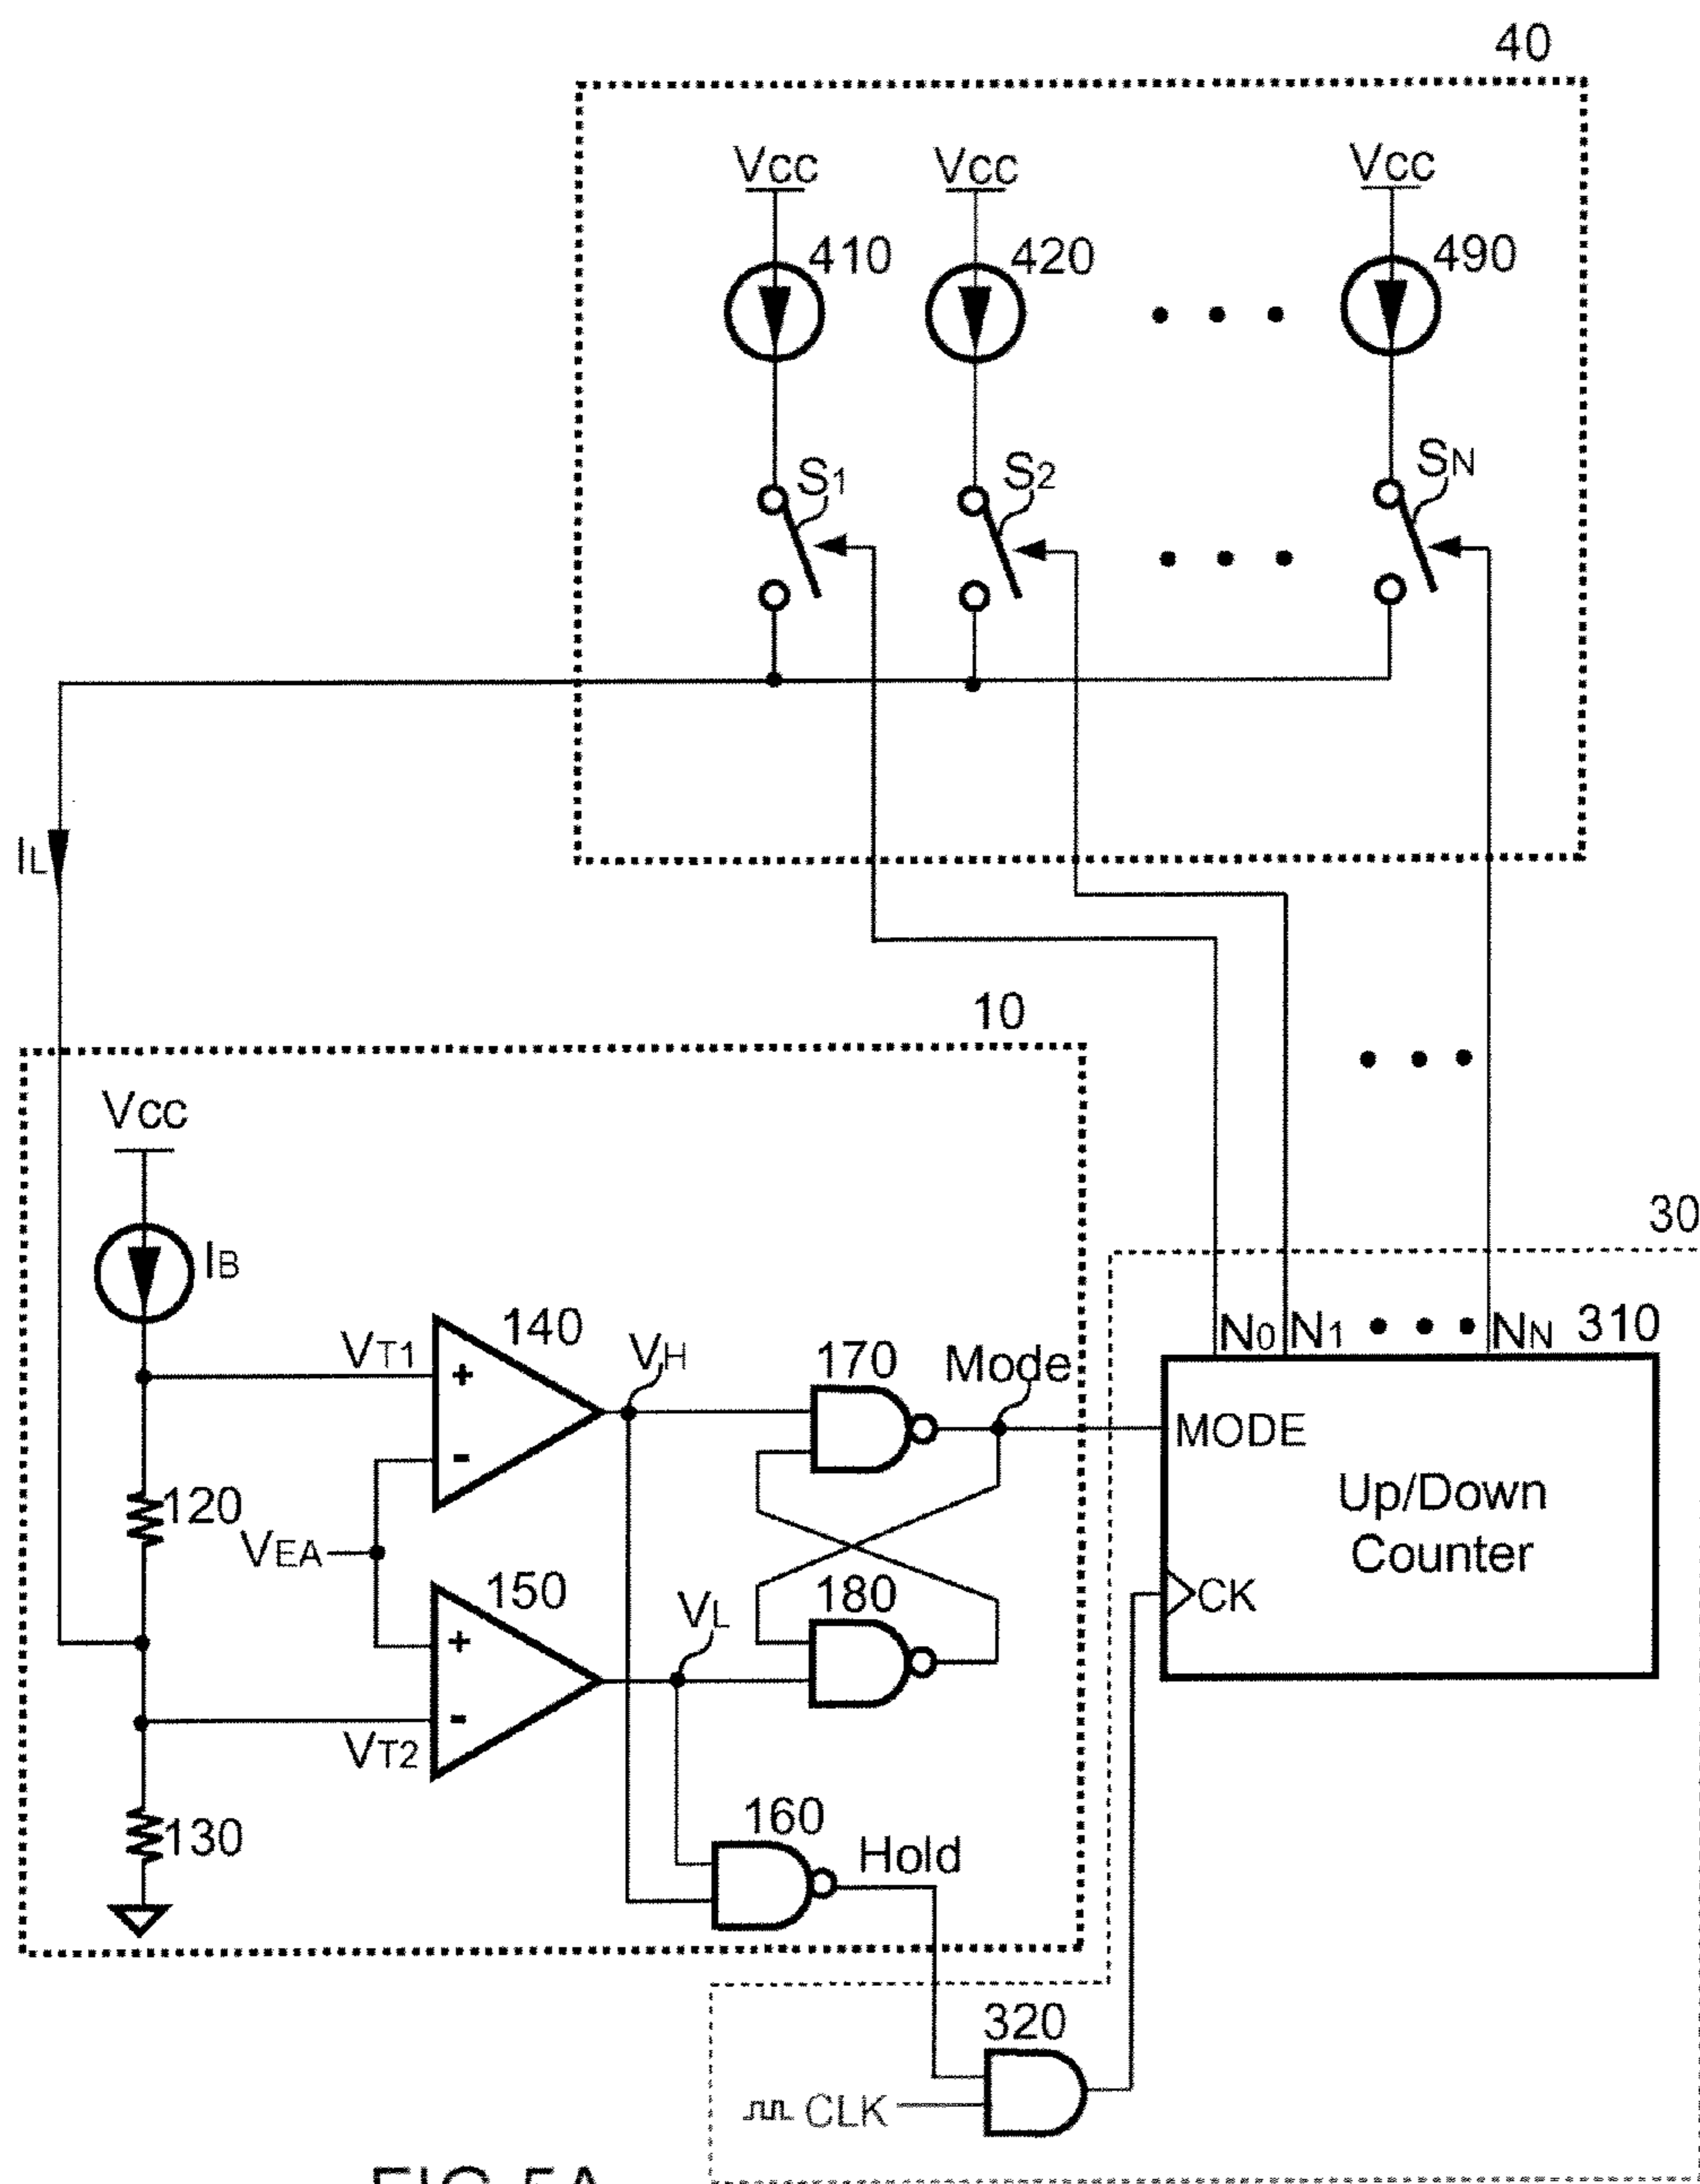 40
Vcc Vcc Vcc
410 420 490
S1 S2 SN
IL
10
Vcc
30
IB
140 VH 170 Mode N0 N1 NN 310
VT1
+
MODE
-
120
Up/Down
Counter
VEA
150 VL 180
CK
+
-
VT2
160
130
Hold
320
CLK
FIG.5A